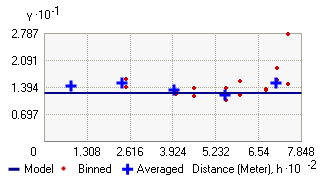 γ ·10⁻¹
2.787
2.091
1.394
0.697
0 1.308 2.616 3.924 5.232 6.54 7.848
Model Binned Averaged Distance (Meter), h ·10⁻²